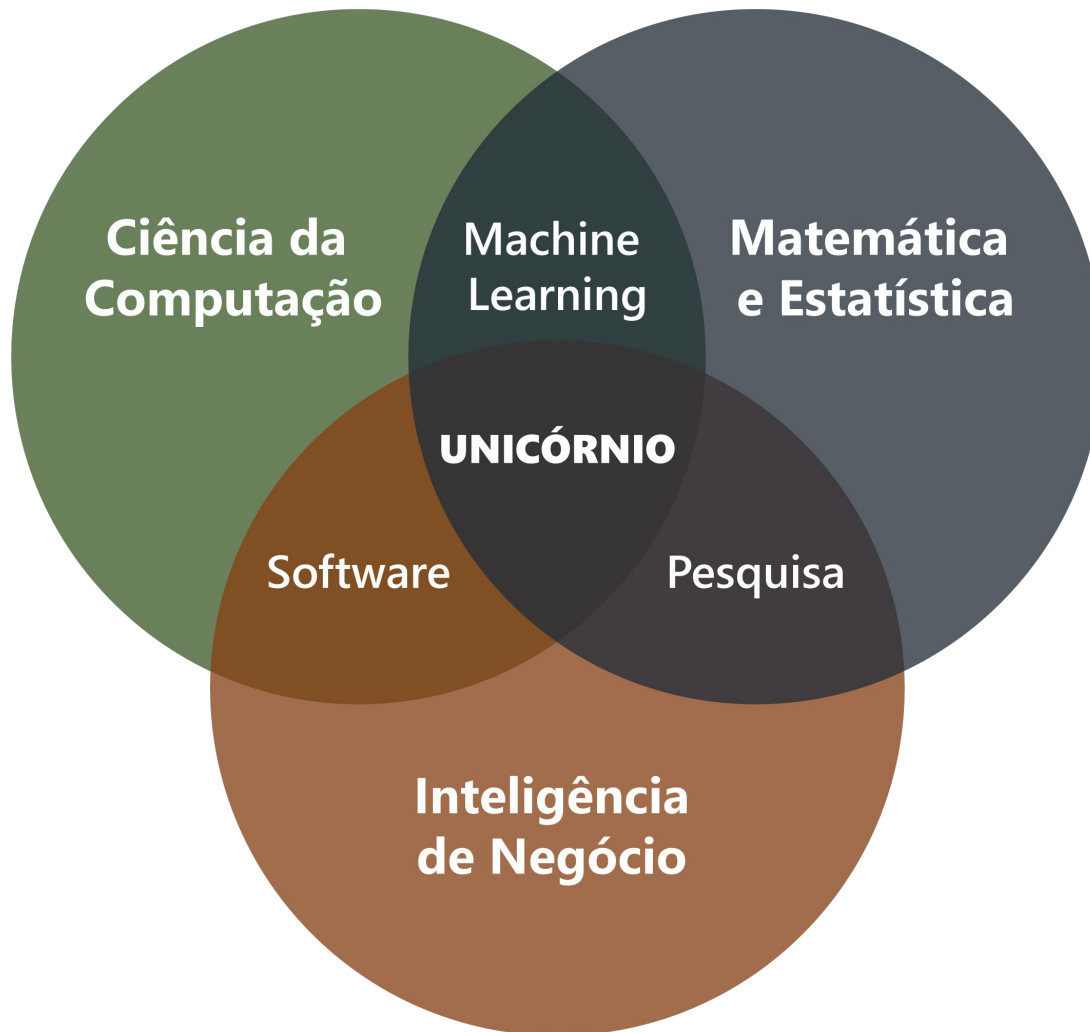 Ciência da
Computação
Machine
Learning
Matemática
e Estatística
UNICÓRNIO
Software
Pesquisa
Inteligência
de Negócio